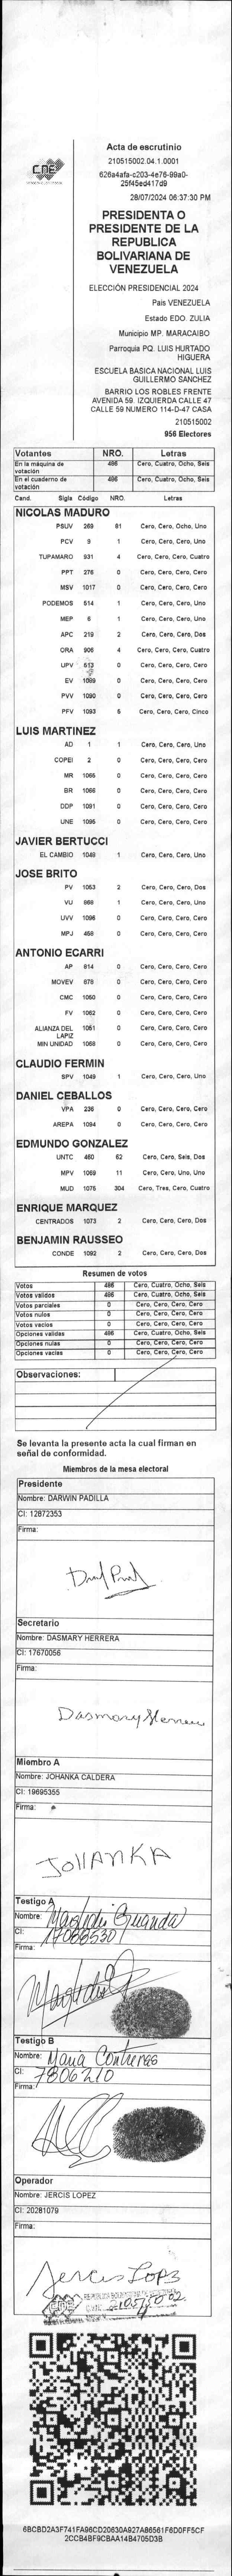 CNE
Acta de escrutinio
210515002.04.1.0001
626a4afa-c203-4e76-99a0-
25f45ed417d9
28/07/2024 06:37:30 PM
PRESIDENTA O
PRESIDENTE DE LA
REPUBLICA
BOLIVARIANA DE
VENEZUELA
ELECCIÓN PRESIDENCIAL 2024
Pais VENEZUELA
Estado EDO. ZULIA
Municipio MP. MARACAIBO
Parroquia PQ. LUIS HURTADO
HIGUERA
ESCUELA BASICA NACIONAL LUIS
GUILLERMO SANCHEZ
BARRIO LOS ROBLES FRENTE
AVENIDA 59. IZQUIERDA CALLE 47
CALLE 59 NUMERO 114-D-47 CASA
210515002
956 Electores
Votantes NRO. Letras
En la máquina de votación 486 Cero, Cuatro, Ocho, Seis
En el cuaderno de votación 486 Cero, Cuatro, Ocho, Seis
Cand. Sigla Código NRO. Letras
NICOLAS MADURO
PSUV 269 81 Cero, Cero, Ocho, Uno
PCV 9 1 Cero, Cero, Cero, Uno
TUPAMARO 931 4 Cero, Cero, Cero, Cuatro
PPT 276 0 Cero, Cero, Cero, Cero
MSV 1017 0 Cero, Cero, Cero, Cero
PODEMOS 514 1 Cero, Cero, Cero, Uno
MEP 6 1 Cero, Cero, Cero, Uno
APC 219 2 Cero, Cero, Cero, Dos
ORA 906 4 Cero, Cero, Cero, Cuatro
UPV 513 0 Cero, Cero, Cero, Cero
EV 1089 0 Cero, Cero, Cero, Cero
PVV 1090 0 Cero, Cero, Cero, Cero
PFV 1093 5 Cero, Cero, Cero, Cinco
LUIS MARTINEZ
AD 1 1 Cero, Cero, Cero, Uno
COPEI 2 0 Cero, Cero, Cero, Cero
MR 1065 0 Cero, Cero, Cero, Cero
BR 1066 0 Cero, Cero, Cero, Cero
DDP 1081 0 Cero, Cero, Cero, Cero
UNE 1095 0 Cero, Cero, Cero, Cero
JAVIER BERTUCCI
EL CAMBIO 1048 1 Cero, Cero, Cero, Uno
JOSE BRITO
PV 1053 2 Cero, Cero, Cero, Dos
VU 868 1 Cero, Cero, Cero, Uno
UVV 1096 0 Cero, Cero, Cero, Cero
MPJ 458 0 Cero, Cero, Cero, Cero
ANTONIO ECARRI
AP 814 0 Cero, Cero, Cero, Cero
MOVEV 878 0 Cero, Cero, Cero, Cero
CMC 1060 0 Cero, Cero, Cero, Cero
FV 1062 0 Cero, Cero, Cero, Cero
ALIANZA DEL LAPIZ 1051 0 Cero, Cero, Cero, Cero
MIN UNIDAD 1068 0 Cero, Cero, Cero, Cero
CLAUDIO FERMIN
SPV 1049 1 Cero, Cero, Cero, Uno
DANIEL CEBALLOS
VPA 236 0 Cero, Cero, Cero, Cero
AREPA 1094 0 Cero, Cero, Cero, Cero
EDMUNDO GONZALEZ
UNTC 460 62 Cero, Cero, Seis, Dos
MPV 1069 11 Cero, Cero, Uno, Uno
MUD 1075 304 Cero, Tres, Cero, Cuatro
ENRIQUE MARQUEZ
CENTRADOS 1073 2 Cero, Cero, Cero, Dos
BENJAMIN RAUSSEO
CONDE 1092 2 Cero, Cero, Cero, Dos
Resumen de votos
Votos 486 Cero, Cuatro, Ocho, Seis
Votos validos 486 Cero, Cuatro, Ocho, Seis
Votos parciales 0 Cero, Cero, Cero, Cero
Votos nulos 0 Cero, Cero, Cero, Cero
Votos vacios 0 Cero, Cero, Cero, Cero
Opciones validas 486 Cero, Cuatro, Ocho, Seis
Opciones nulas 0 Cero, Cero, Cero, Cero
Opciones vacias 0 Cero, Cero, Cero, Cero
Observaciones:
Se levanta la presente acta la cual firman en
señal de conformidad.
Miembros de la mesa electoral
Presidente
Nombre: DARWIN PADILLA
CI: 12872353
Firma:
Secretario
Nombre: DASMARY HERRERA
CI: 17670056
Firma:
Dasmary Herrera
Miembro A
Nombre: JOHANKA CALDERA
CI: 19695355
Firma:
JOHANKA
Testigo A
Nombre:
CI:
Firma:
Testigo B
Nombre: Maria Contreras
CI: 7806210
Firma:
Operador
Nombre: JERCIS LOPEZ
CI: 20281079
Firma:
Jercis Lopz
CNE
210515002
4
6BCBD2A3F741FA96CD20630A927A86561F6D0FF5CF
2CCB4BF9CBAA14B4705D3B